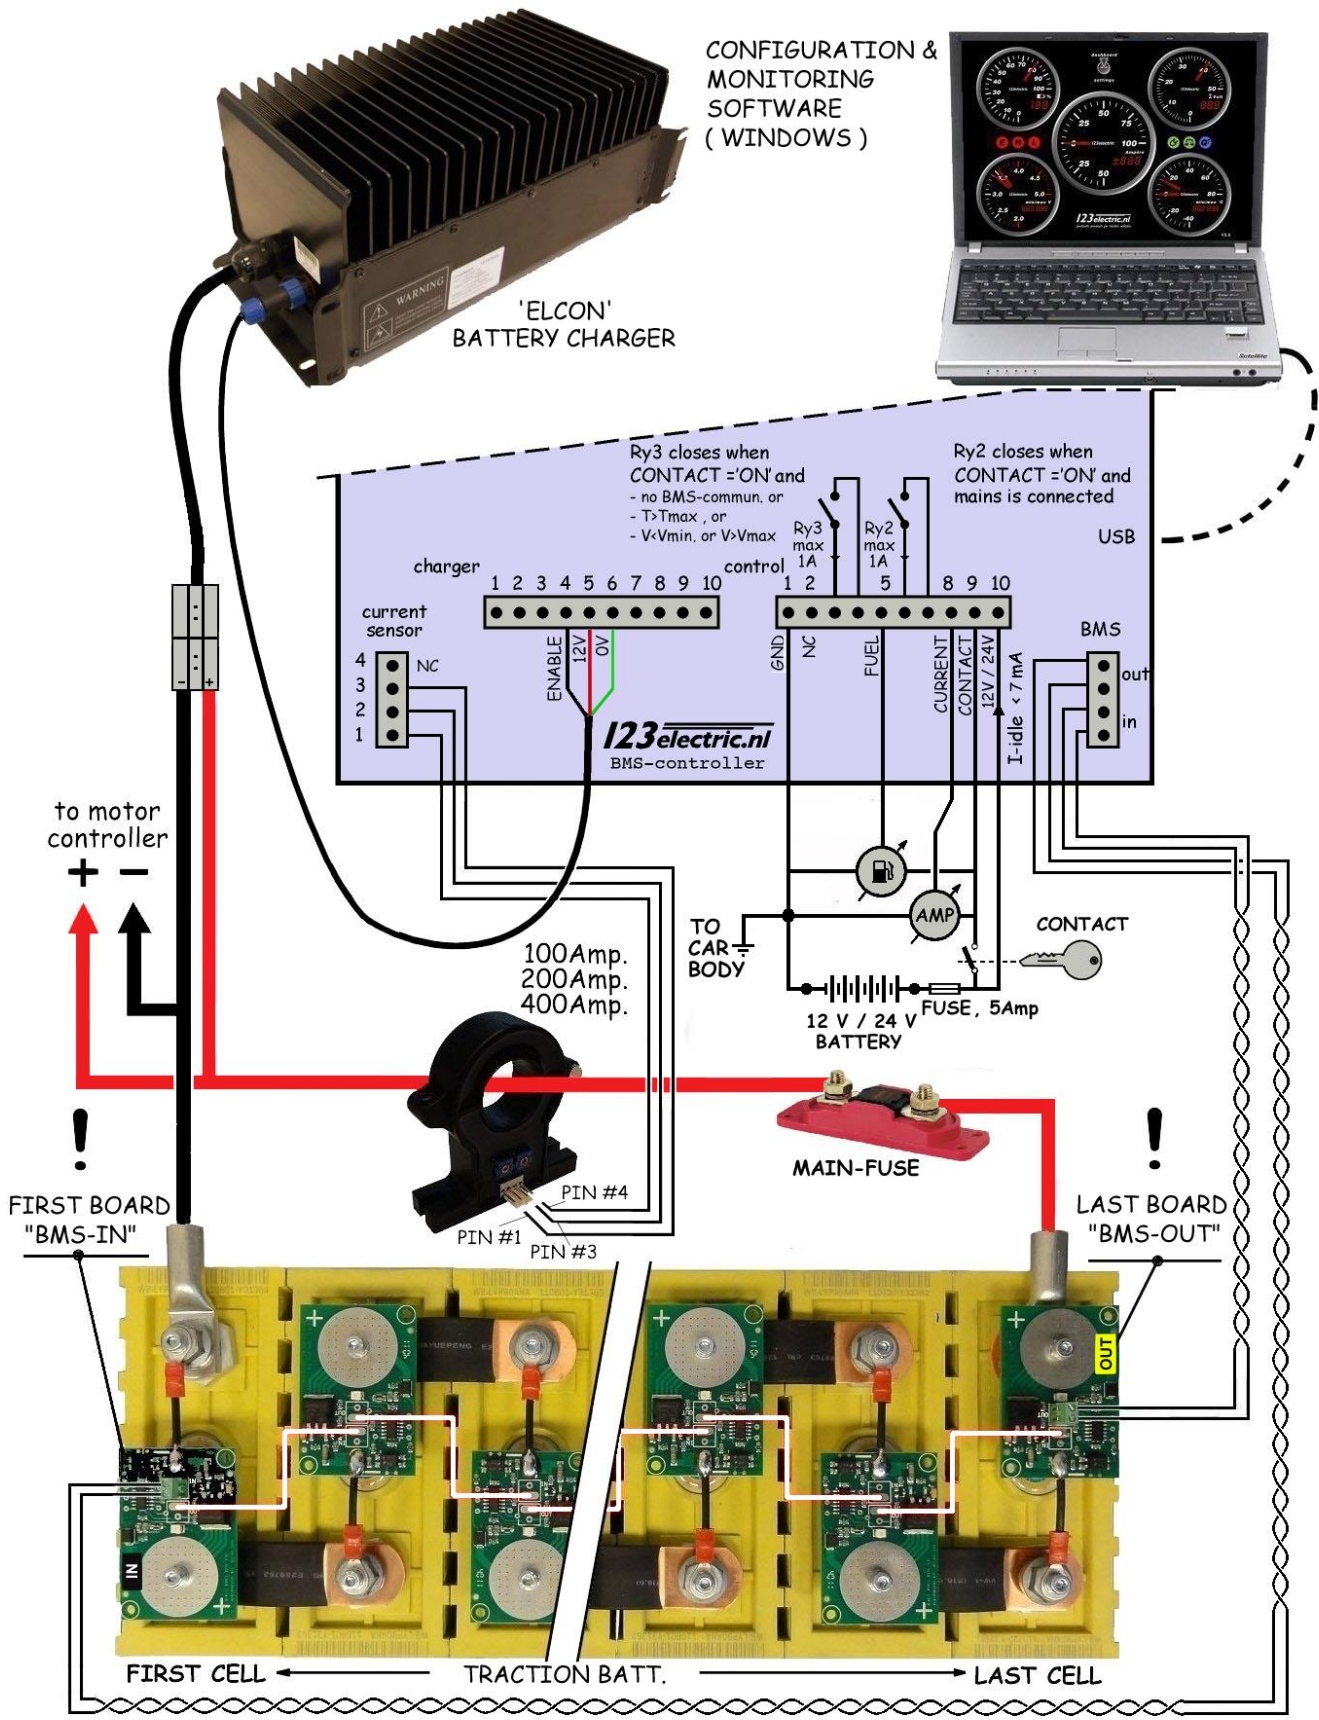 CONFIGURATION &
MONITORING
SOFTWARE
( WINDOWS )
dashboard
settings
123electric.nl
Satellite
WARNING
'ELCON'
BATTERY CHARGER
Ry3 closes when
CONTACT ='ON' and
- no BMS-commun. or
- T>Tmax , or
- V<Vmin, or V>Vmax
Ry2 closes when
CONTACT ='ON' and
mains is connected
Ry3
max
1A
Ry2
max
1A
USB
charger
1 2 3 4 5 6 7 8 9 10
control
1 2 5 8 9 10
current
sensor
4 NC
3
2
1
ENABLE
12V
0V
GND
NC
FUEL
CURRENT
CONTACT
12V / 24V
I-idle < 7mA
BMS
out
in
123electric.nl
BMS-controller
- +
to motor
controller
+ −
AMP
TO
CAR
BODY
CONTACT
100Amp.
200Amp.
400Amp.
FUSE, 5Amp
12 V / 24 V
BATTERY
MAIN-FUSE
!
FIRST BOARD
"BMS-IN"
!
LAST BOARD
"BMS-OUT"
PIN #4
PIN #1
PIN #3
OUT
IN
FIRST CELL
TRACTION BATT.
LAST CELL